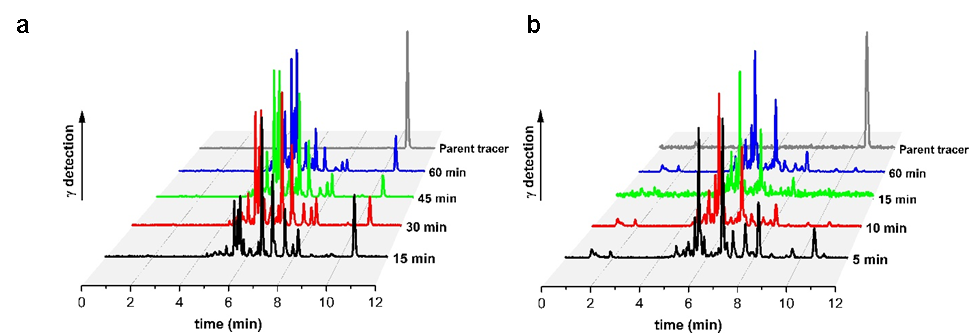 a
γ detection
Parent tracer
60 min
45 min
30 min
15 min
0 2 4 6 8 10 12
time (min)
b
γ detection
Parent tracer
60 min
15 min
10 min
5 min
0 2 4 6 8 10 12
time (min)